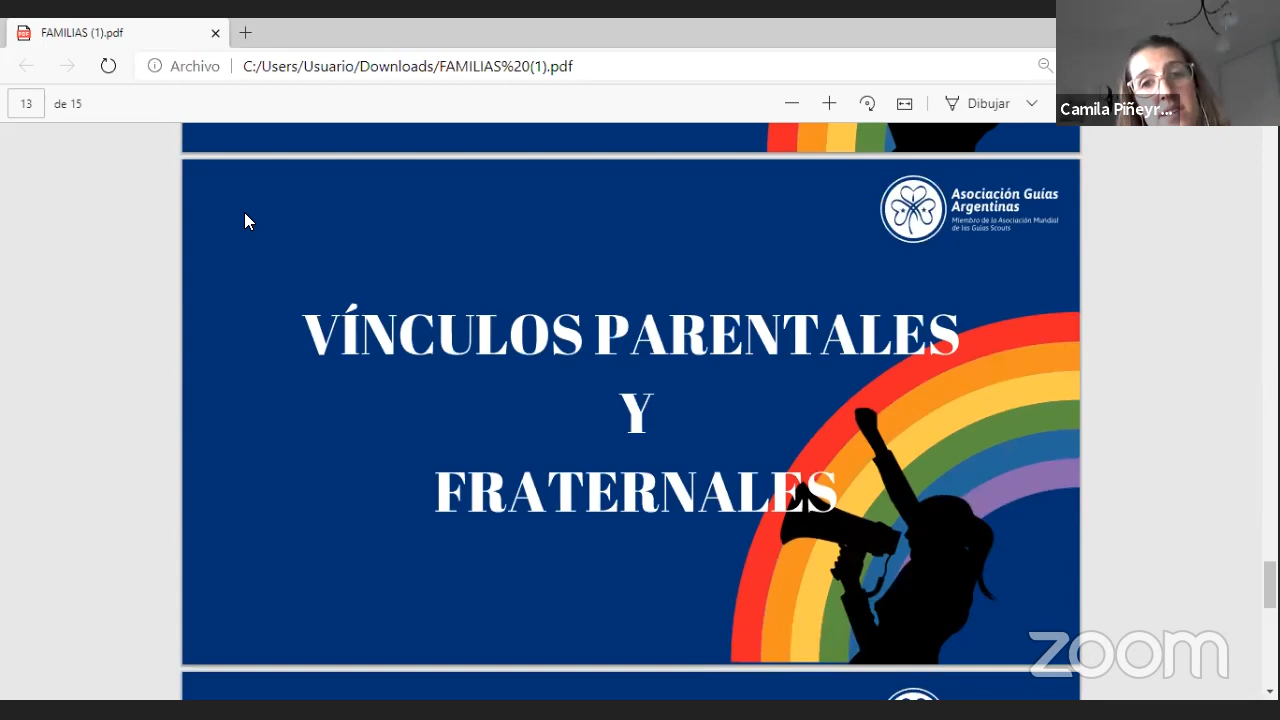 FAMILIAS (1).pdf
Archivo
C:/Users/Usuario/Downloads/FAMILIAS%20(1).pdf
13 de 15
Dibujar
Camila Piñeyr...
Asociación Guías
Argentinas
Miembro de la Asociación Mundial
de las Guías Scouts
VÍNCULOS PARENTALES
Y
FRATERNALES
zoom